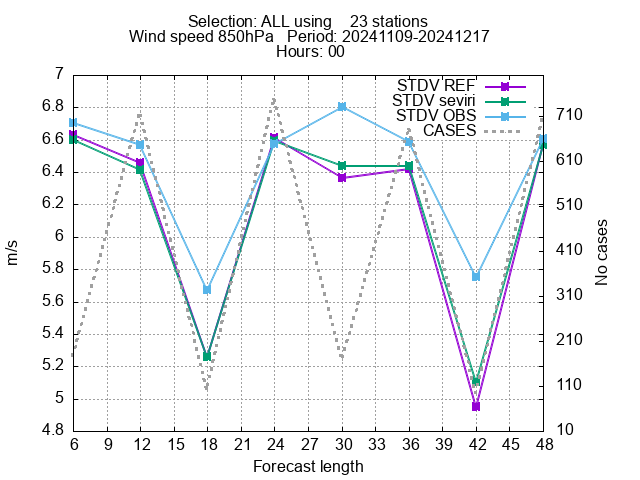 Selection: ALL using 23 stations
Wind speed 850hPa Period: 20241109-20241217
Hours: 00
STDV REF
STDV seviri
STDV OBS
CASES
7
6.8
6.6
6.4
6.2
6
5.8
5.6
5.4
5.2
5
4.8
m/s
710
610
510
410
310
210
110
10
No cases
6 9 12 15 18 21 24 27 30 33 36 39 42 45 48
Forecast length